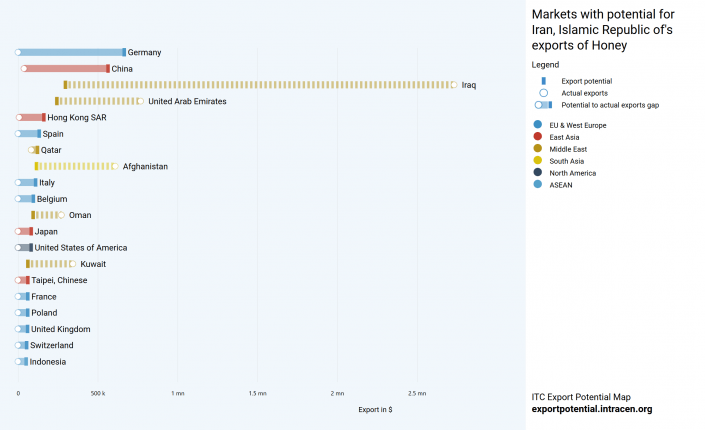 Markets with potential for
Iran, Islamic Republic of's
exports of Honey
Legend
Export potential
Actual exports
Potential to actual exports gap
EU & West Europe
East Asia
Middle East
South Asia
North America
ASEAN
Germany
China
Iraq
United Arab Emirates
Hong Kong SAR
Spain
Qatar
Afghanistan
Italy
Belgium
Oman
Japan
United States of America
Kuwait
Taipei, Chinese
France
Poland
United Kingdom
Switzerland
Indonesia
0 500 k 1 mn 1.5 mn 2 mn 2.5 mn
Export in $
ITC Export Potential Map
exportpotential.intracen.org